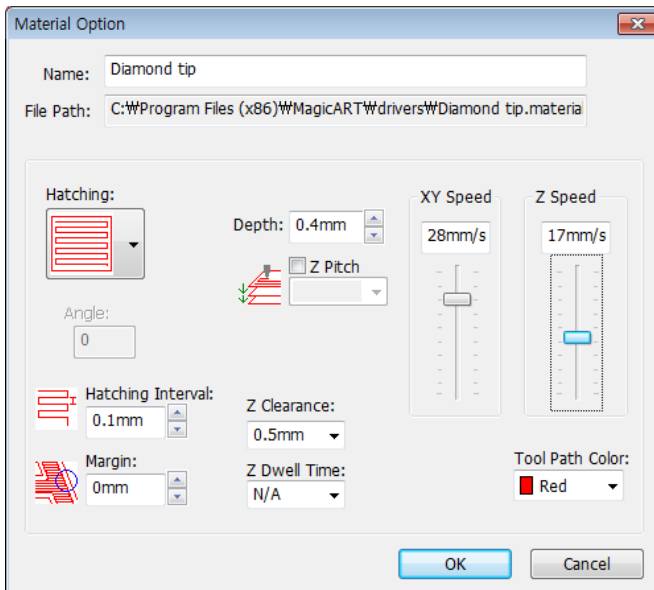 Material Option
Name: Diamond tip
File Path: C:₩Program Files (x86)₩MagicART₩drivers₩Diamond tip.materia
Hatching:
XY Speed
Z Speed
Depth: 0.4mm
28mm/s
17mm/s
Z Pitch
Angle:
0
Hatching Interval:
0.1mm
Z Clearance:
0.5mm
Margin:
0mm
Z Dwell Time:
N/A
Tool Path Color:
Red
OK
Cancel